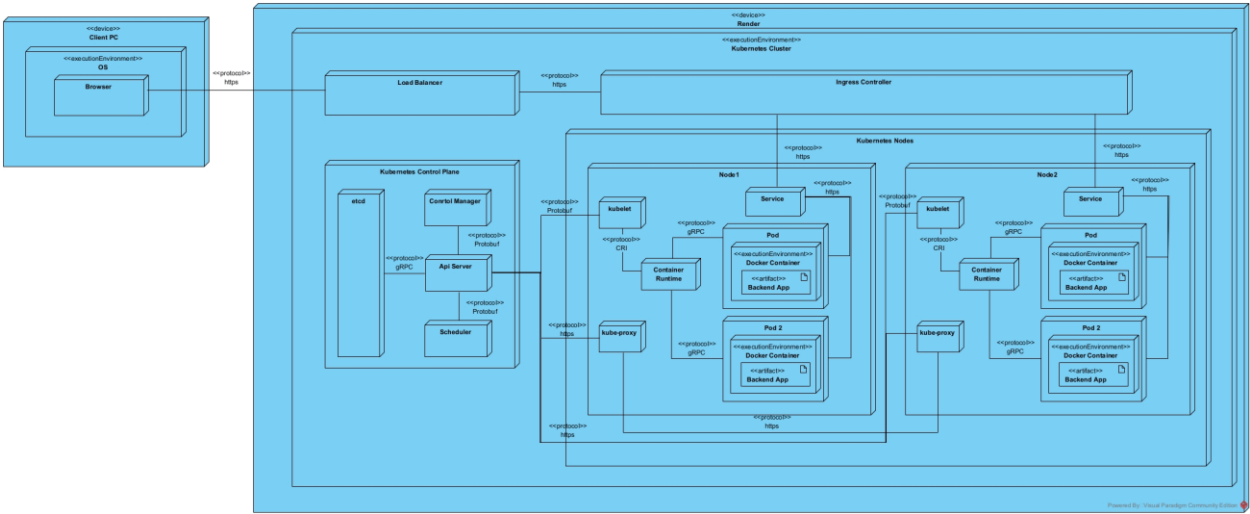 <<device>>
Client PC
<<executionEnvironment>>
OS
Browser
<<protocol>>
https
<<device>>
Render
<<executionEnvironment>>
Kubernetes Cluster
Load Balancer
<<protocol>>
https
Ingress Controller
Kubernetes Control Plane
etcd
Conrtol Manager
<<protocol>>
Protobuf
<<protocol>>
gRPC
Api Server
<<protocol>>
Protobuf
Scheduler
Kubernetes Nodes
<<protocol>>
https
<<protocol>>
https
<<protocol>>
Protobuf
<<protocol>>
https
<<protocol>>
https
Node1
<<protocol>>
https
Service
kubelet
<<protocol>>
CRI
<<protocol>>
gRPC
Container
Runtime
Pod
<<executionEnvironment>>
Docker Container
<<artifact>>
Backend App
kube-proxy
<<protocol>>
gRPC
Pod 2
<<executionEnvironment>>
Docker Container
<<artifact>>
Backend App
<<protocol>>
https
<<protocol>>
Protobuf
Node2
<<protocol>>
https
Service
kubelet
<<protocol>>
CRI
<<protocol>>
gRPC
Container
Runtime
Pod
<<executionEnvironment>>
Docker Container
<<artifact>>
Backend App
kube-proxy
<<protocol>>
gRPC
Pod 2
<<executionEnvironment>>
Docker Container
<<artifact>>
Backend App
Powered By: Visual Paradigm Community Edition